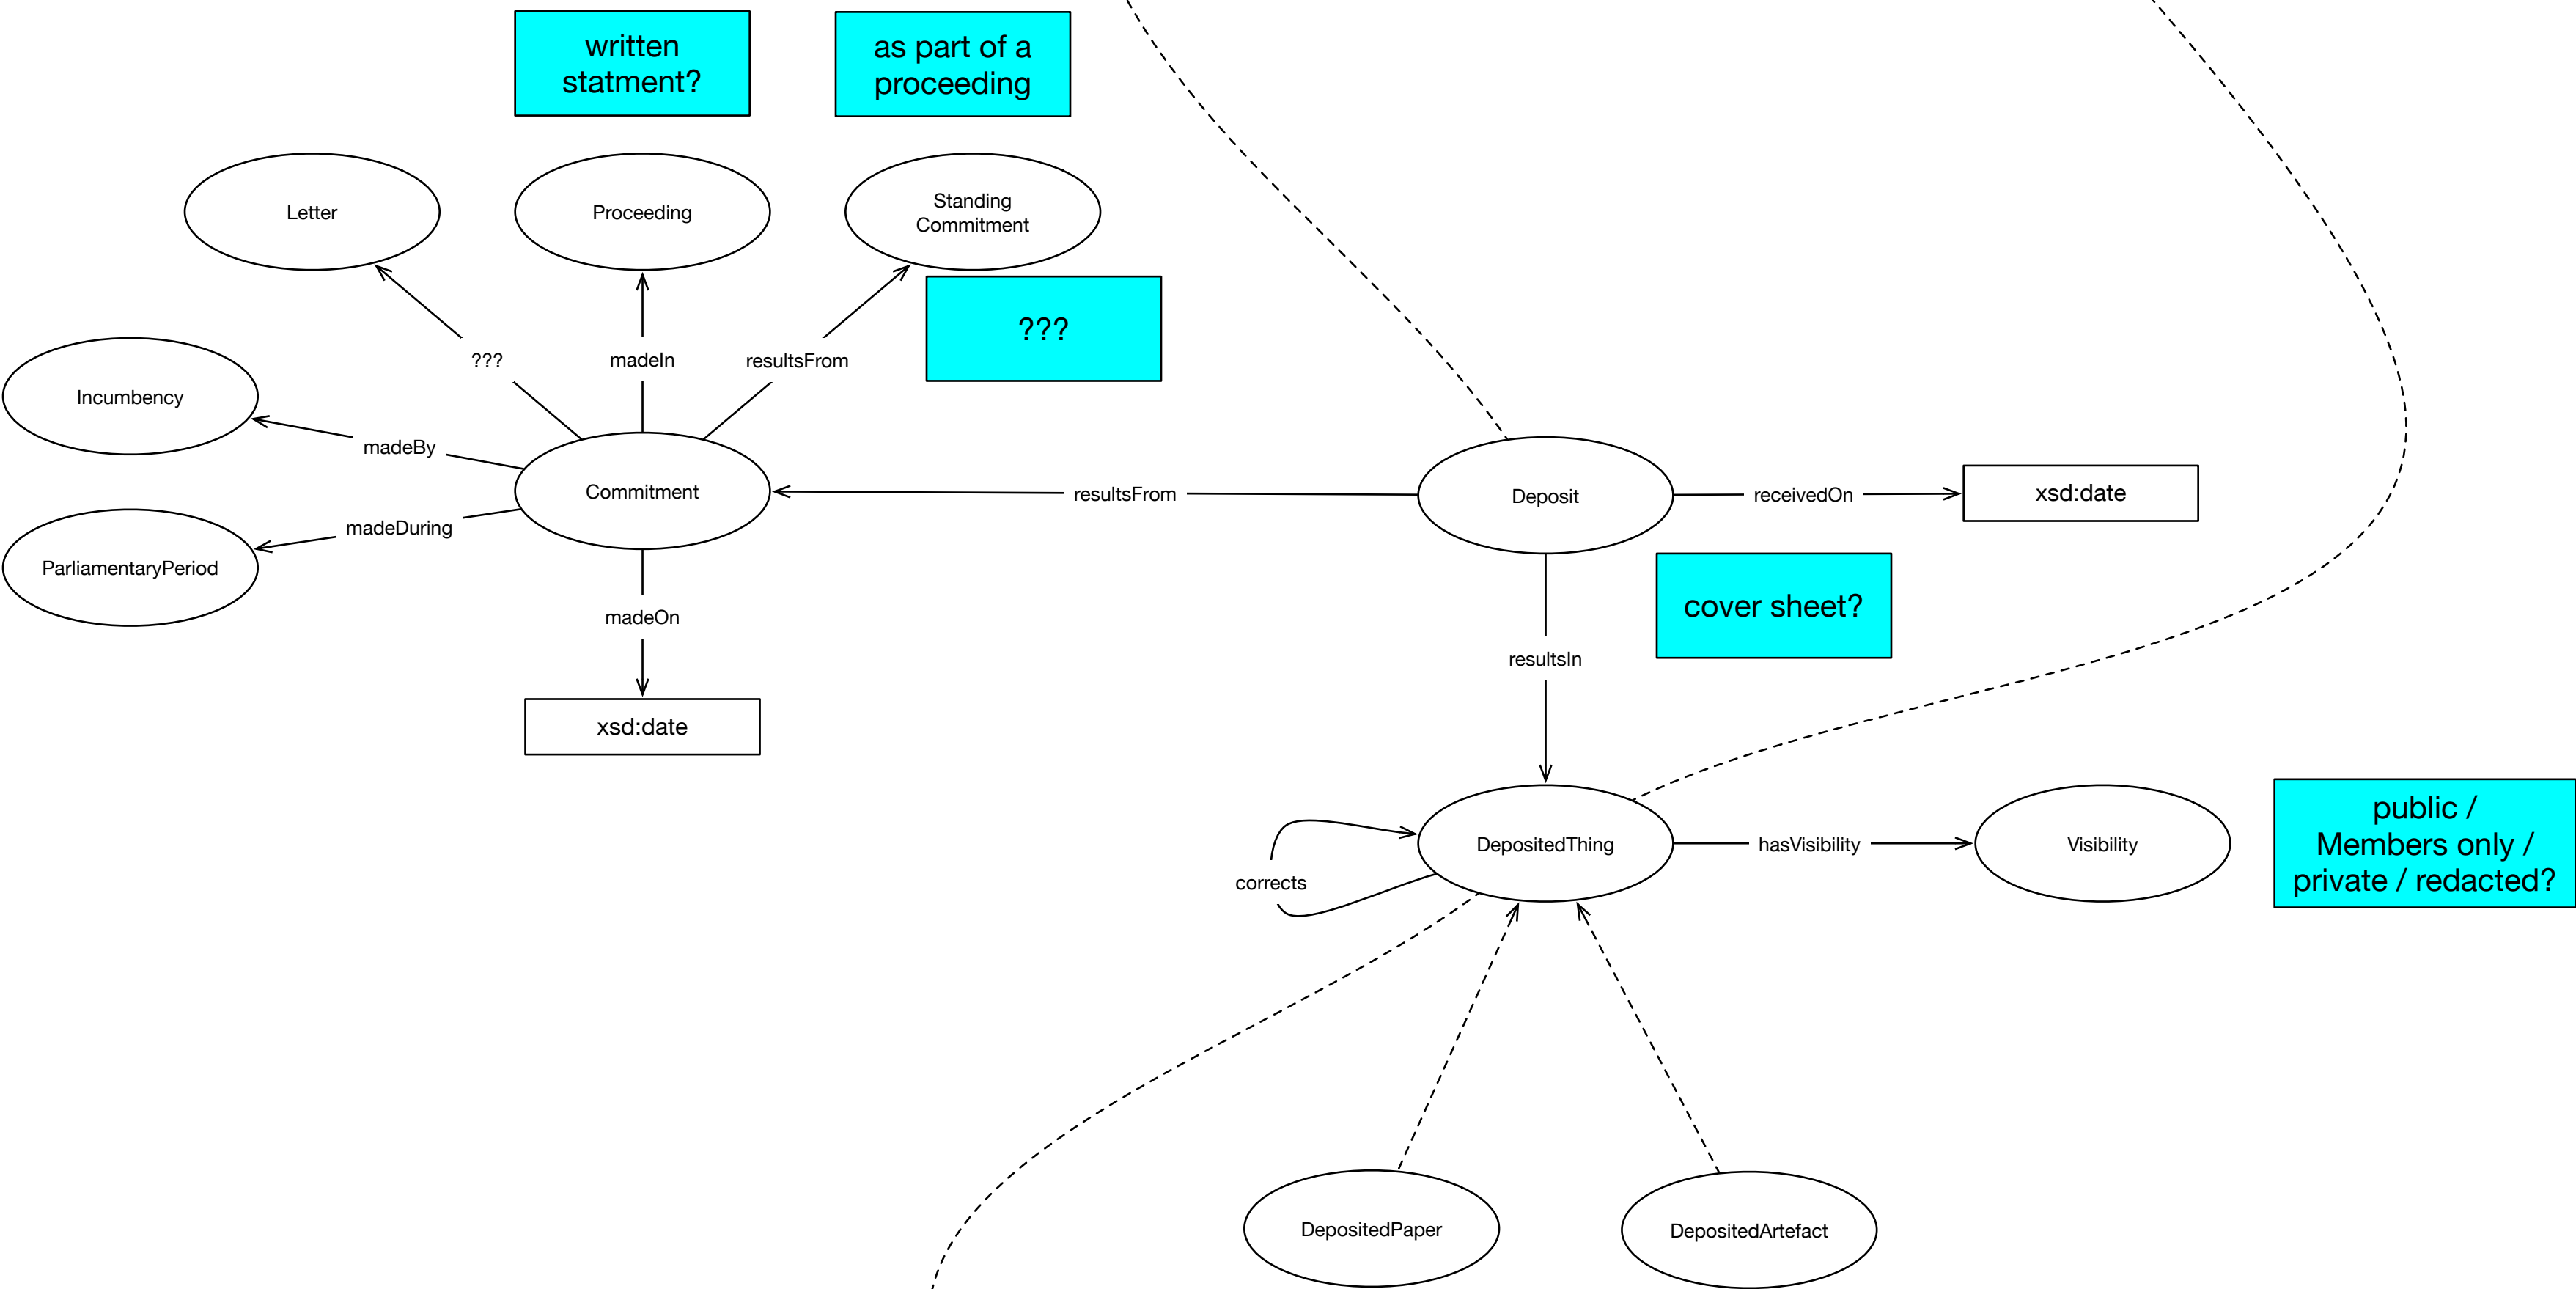 written
statment?
as part of a
proceeding
Letter
Proceeding
Standing
Commitment
???
???
madeIn
resultsFrom
Incumbency
madeBy
Commitment
resultsFrom
Deposit
receivedOn
xsd:date
madeDuring
ParliamentaryPeriod
madeOn
cover sheet?
resultsIn
xsd:date
public /
Members only /
private / redacted?
DepositedThing
hasVisibility
Visibility
corrects
DepositedPaper
DepositedArtefact